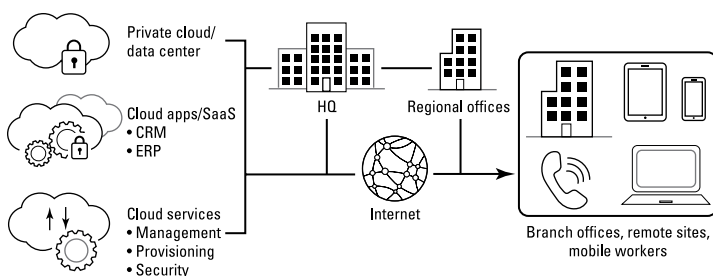 Private cloud/
data center
HQ
Regional offices
Cloud apps/SaaS
• CRM
• ERP
Internet
Cloud services
• Management
• Provisioning
• Security
Branch offices, remote sites,
mobile workers